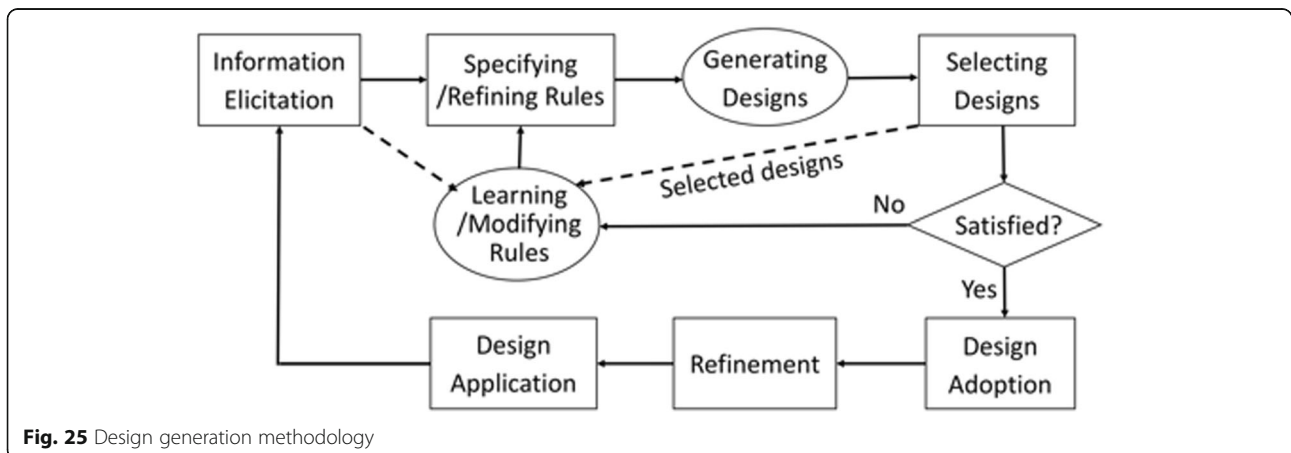 Information
Elicitation
Specifying
/Refining Rules
Generating
Designs
Selecting
Designs
Selected designs
Learning
/Modifying
Rules
No
Satisfied?
Yes
Design
Application
Refinement
Design
Adoption
Fig. 25 Design generation methodology